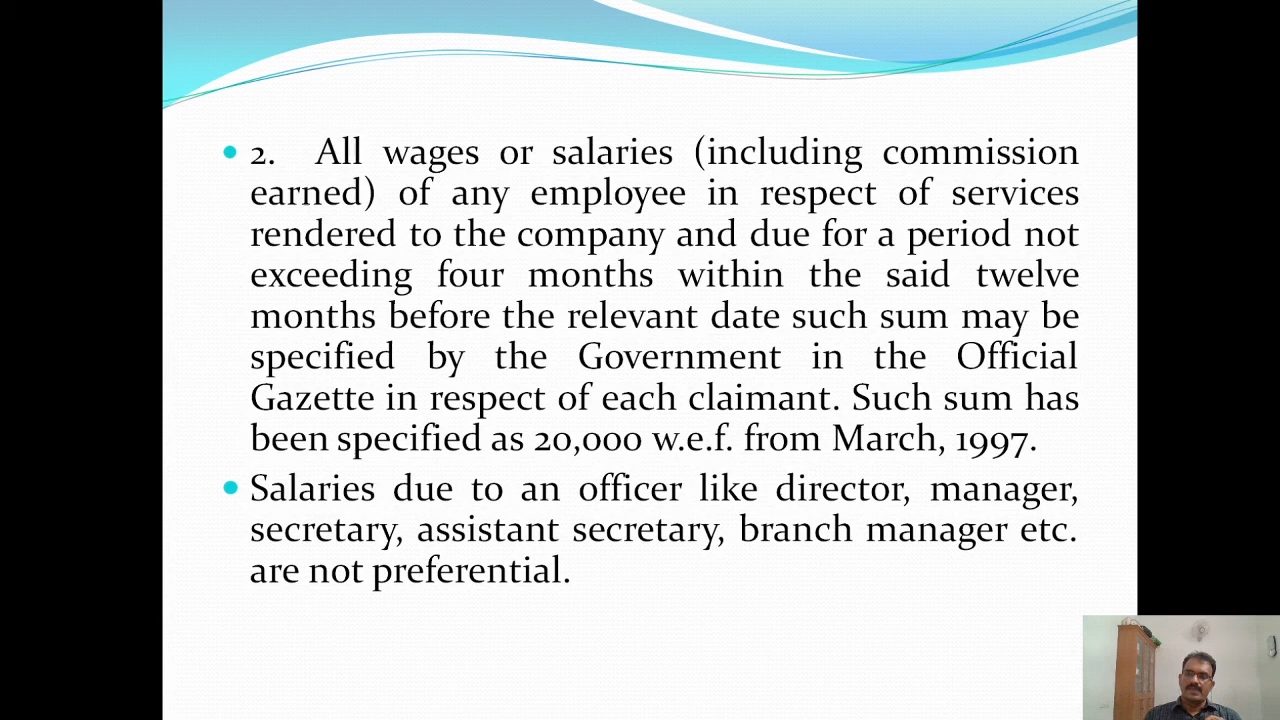 • 2. All wages or salaries (including commission
earned) of any employee in respect of services
rendered to the company and due for a period not
exceeding four months within the said twelve
months before the relevant date such sum may be
specified by the Government in the Official
Gazette in respect of each claimant. Such sum has
been specified as 20,000 w.e.f. from March, 1997.
• Salaries due to an officer like director, manager,
secretary, assistant secretary, branch manager etc.
are not preferential.